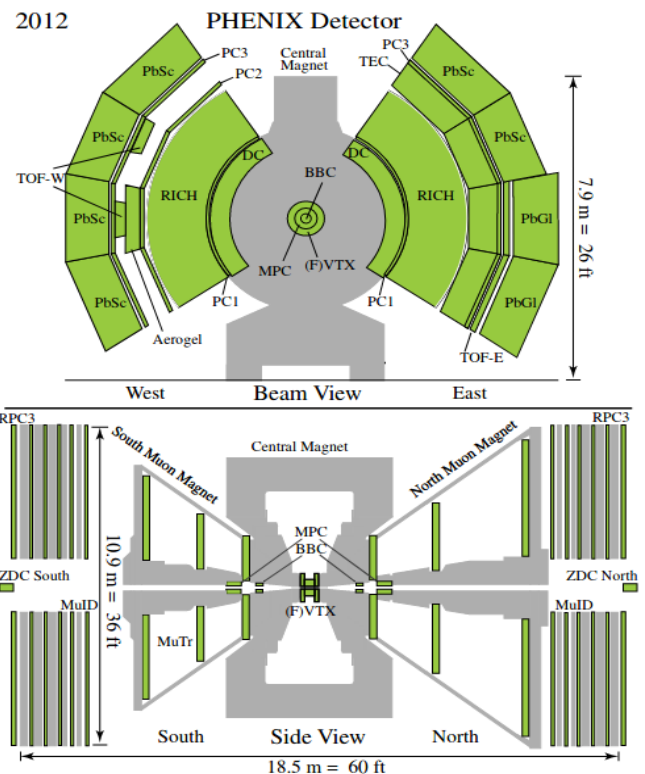 2012 PHENIX Detector
Central
Magnet
PC3
PC2
PbSc
PbSc
PbSc
PbSc
TOF-W
RICH
DC
BBC
MPC
(F)VTX
PC1
Aerogel
PC3
TEC
PbSc
PbSc
DC
RICH
PbGl
PbGl
PC1
TOF-E
7.9 m = 26 ft
West Beam View East
RPC3
South Muon Magnet
Central Magnet
North Muon Magnet
RPC3
10.9 m = 36 ft
MPC
BBC
ZDC South
ZDC North
MuID
(F)VTX
MuID
MuTr
South Side View North
18.5 m = 60 ft